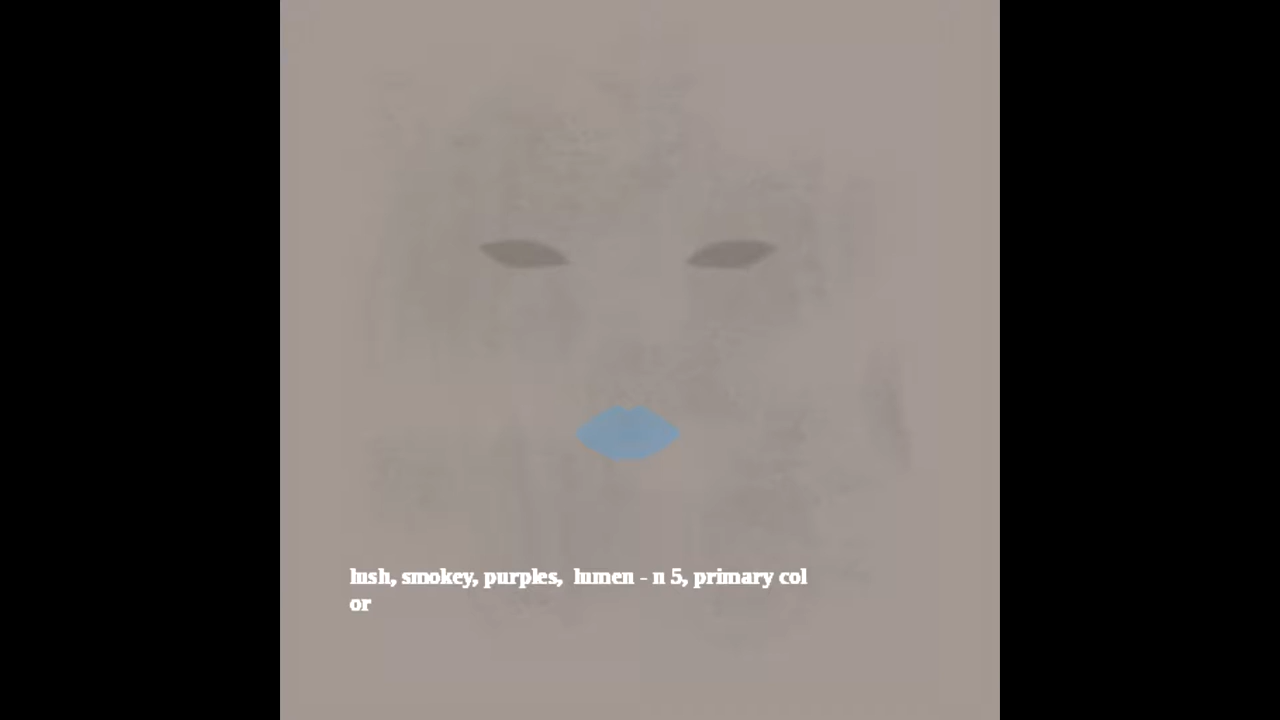 lush, smokey, purples,  lumen - n 5, primary col
or